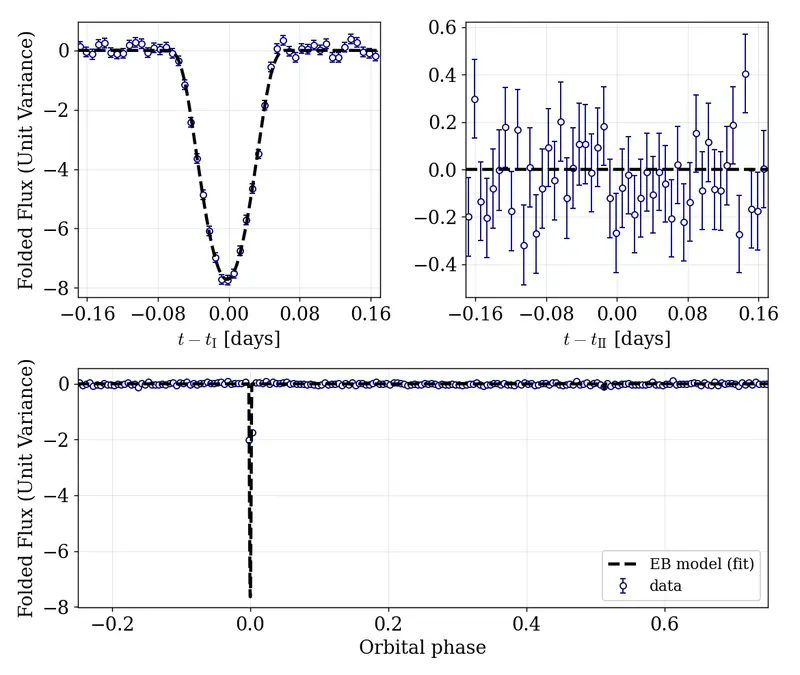 Folded Flux (Unit Variance)
0
−2
−4
−6
−8
−0.16 −0.08 0.00 0.08 0.16
t − tI [days]
0.6
0.4
0.2
0.0
−0.2
−0.4
−0.16 −0.08 0.00 0.08 0.16
t − tII [days]
Folded Flux (Unit Variance)
0
−2
−4
−6
−8
EB model (fit)
data
−0.2 0.0 0.2 0.4 0.6
Orbital phase